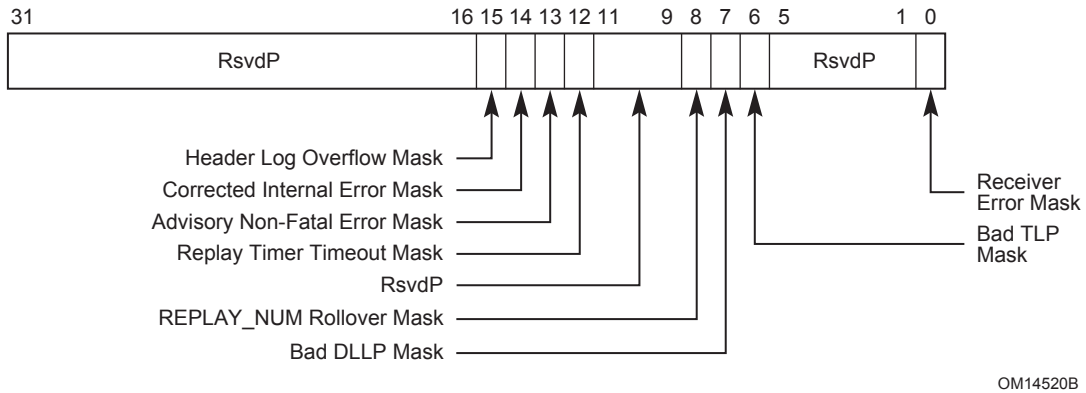 31 16 15 14 13 12 11 9 8 7 6 5 1 0
RsvdP RsvdP
Header Log Overflow Mask
Corrected Internal Error Mask
Advisory Non-Fatal Error Mask
Replay Timer Timeout Mask
RsvdP
REPLAY_NUM Rollover Mask
Bad DLLP Mask
Receiver
Error Mask
Bad TLP
Mask
OM14520B